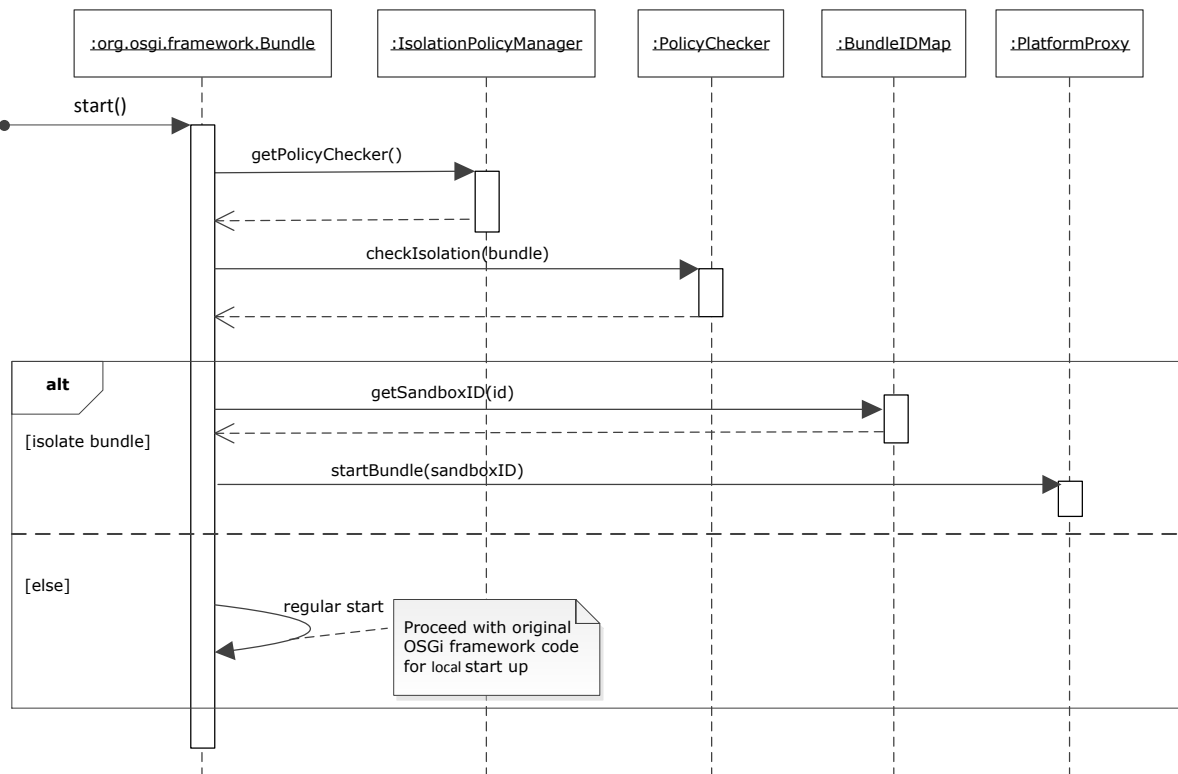 :org.osgi.framework.Bundle
:IsolationPolicyManager
:PolicyChecker
:BundleIDMap
:PlatformProxy
start()
getPolicyChecker()
checkIsolation(bundle)
alt
getSandboxID(id)
[isolate bundle]
startBundle(sandboxID)
[else]
regular start
Proceed with original
OSGi framework code
for local start up